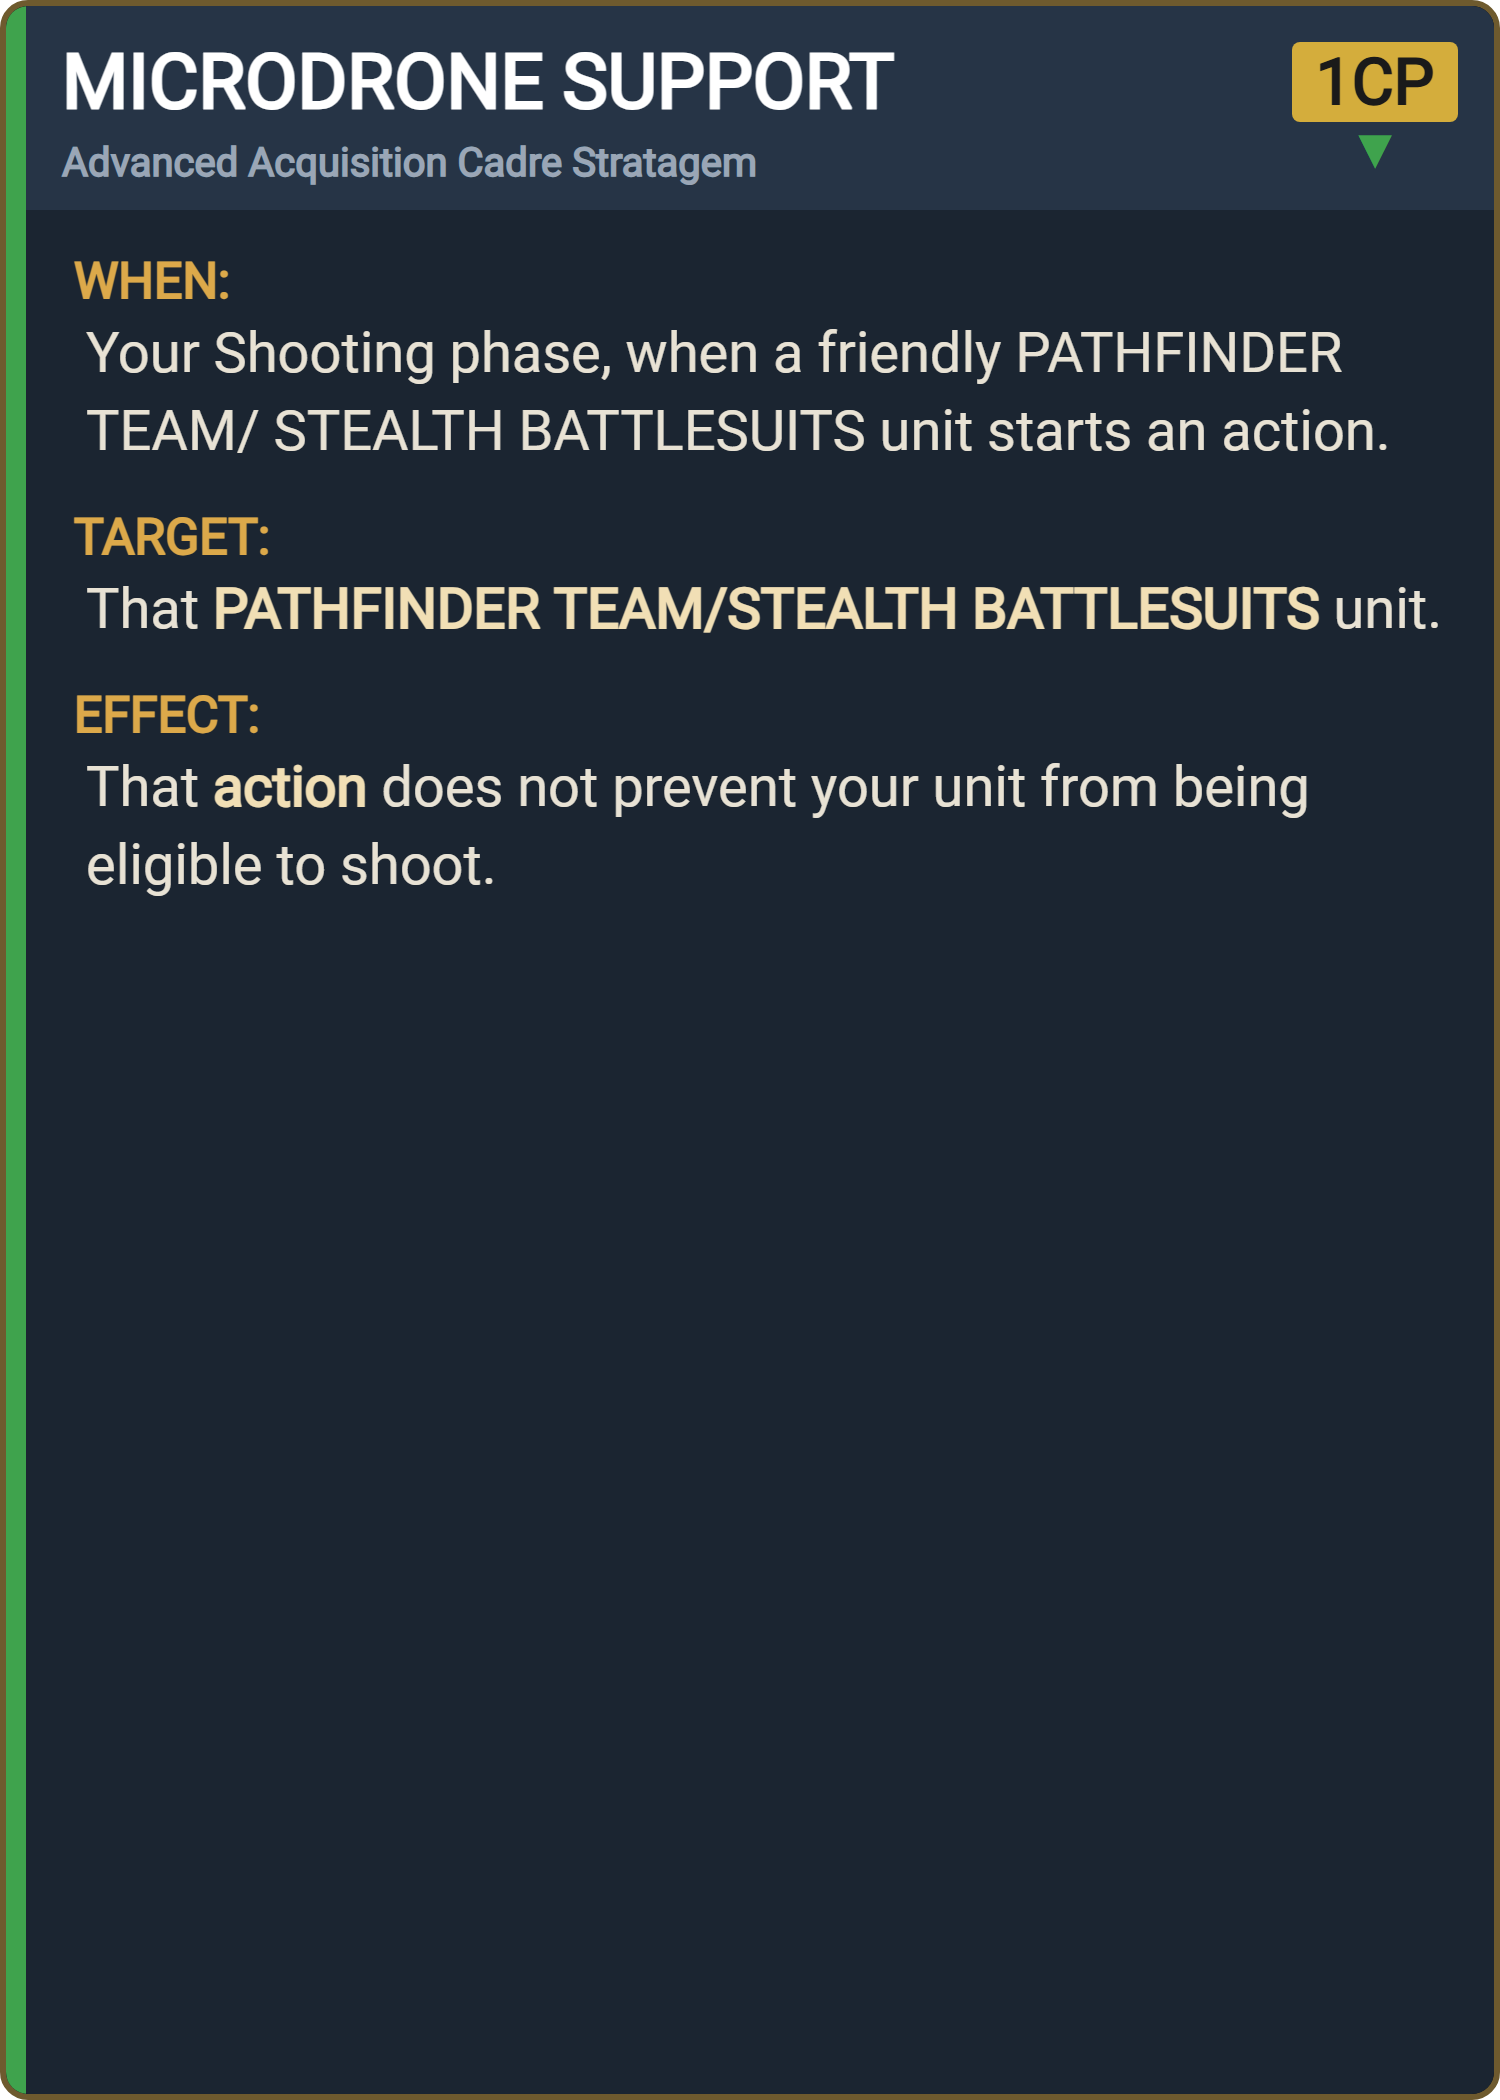 MICRODRONE SUPPORT
1CP
Advanced Acquisition Cadre Stratagem
WHEN:
Your Shooting phase, when a friendly PATHFINDER
TEAM/ STEALTH BATTLESUITS unit starts an action.
TARGET:
That PATHFINDER TEAM/STEALTH BATTLESUITS unit.
EFFECT:
That action does not prevent your unit from being
eligible to shoot.